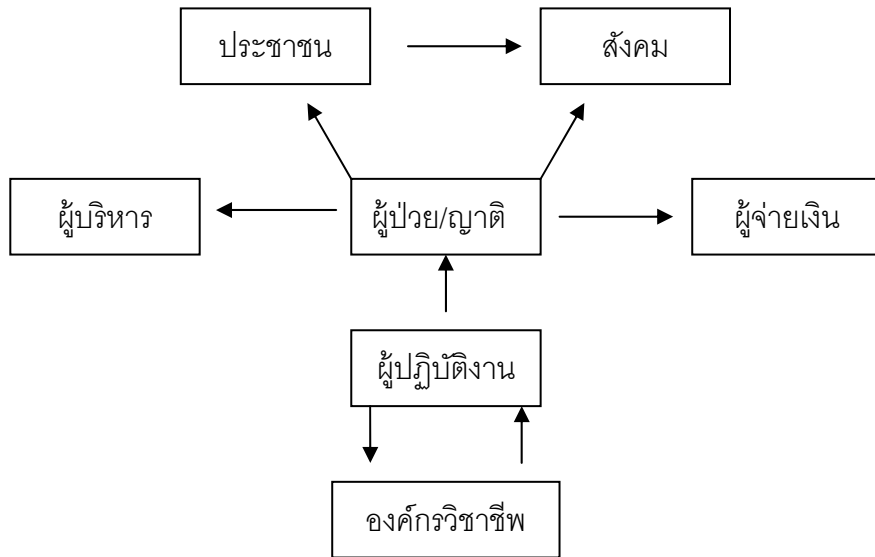 ประชาชน
สังคม
ผู้บริหาร
ผู้ป่วย/ญาติ
ผู้จ่ายเงิน
ผู้ปฏิบัติงาน
องค์กรวิชาชีพ